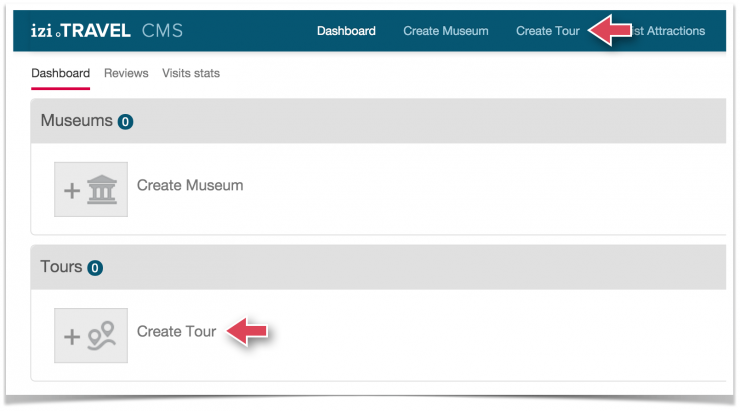 izi.TRAVEL CMS Dashboard Create Museum Create Tour Attractions
Dashboard Reviews Visits stats
Museums 0
+ Create Museum
Tours 0
+ Create Tour